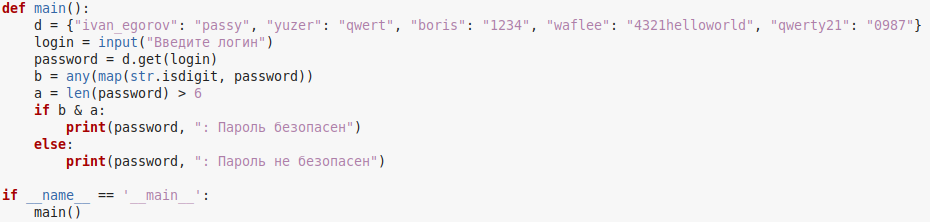 def main():
    d = {"ivan_egorov": "passy", "yuzer": "qwert", "boris": "1234", "waflee": "4321helloworld", "qwerty21": "0987"}
    login = input("Введите логин")
    password = d.get(login)
    b = any(map(str.isdigit, password))
    a = len(password) > 6
    if b & a:
        print(password, ": Пароль безопасен")
    else:
        print(password, ": Пароль не безопасен")

if __name__ == '__main__':
    main()